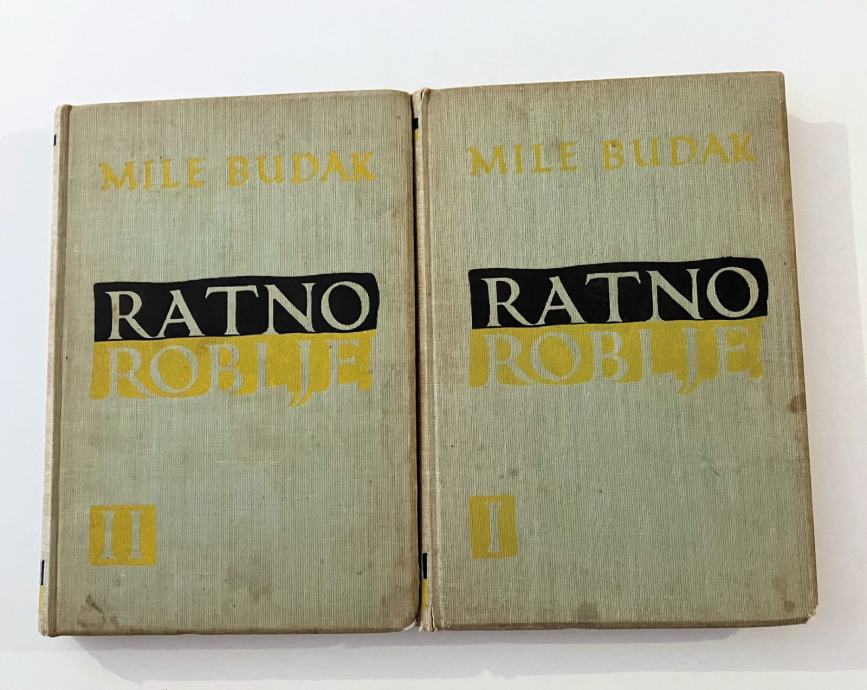 MILE BUDAK
RATNO
ROBLJE
II
MILE BUDAK
RATNO
ROBLJE
I